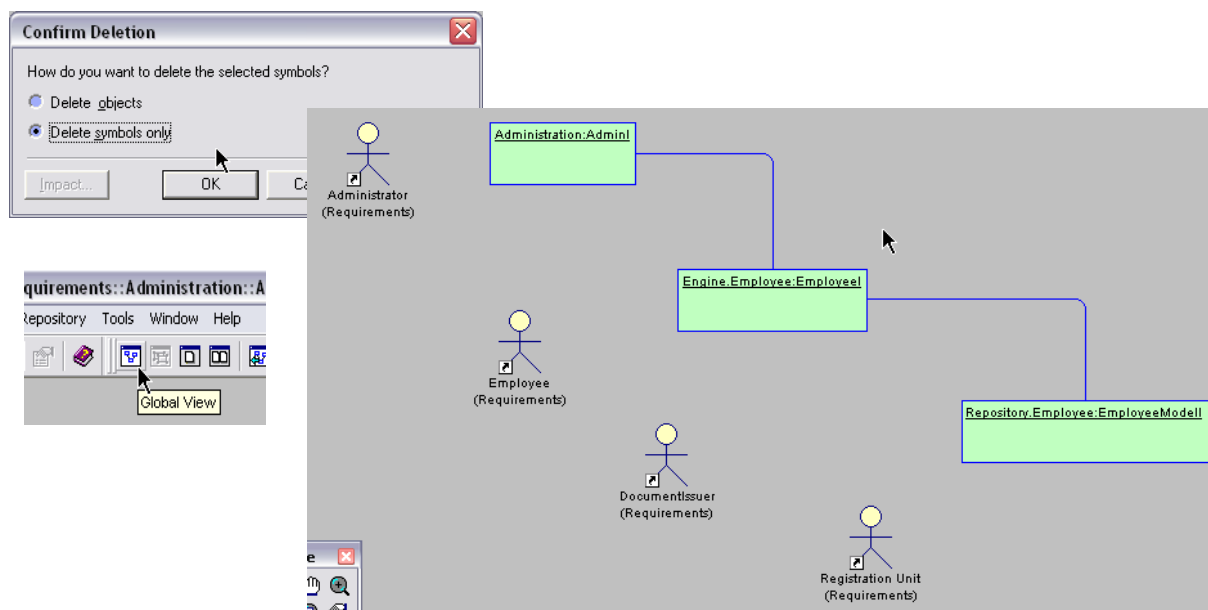 Confirm Deletion
How do you want to delete the selected symbols?
Delete objects
Delete symbols only
Impact...
OK
Ca
quirements::Administration::A
Repository Tools Window Help
Global View
Administrator
(Requirements)
Administration:AdminI
Engine.Employee:EmployeeI
Employee
(Requirements)
Repository.Employee:EmployeeModelI
DocumentIssuer
(Requirements)
Registration Unit
(Requirements)
e